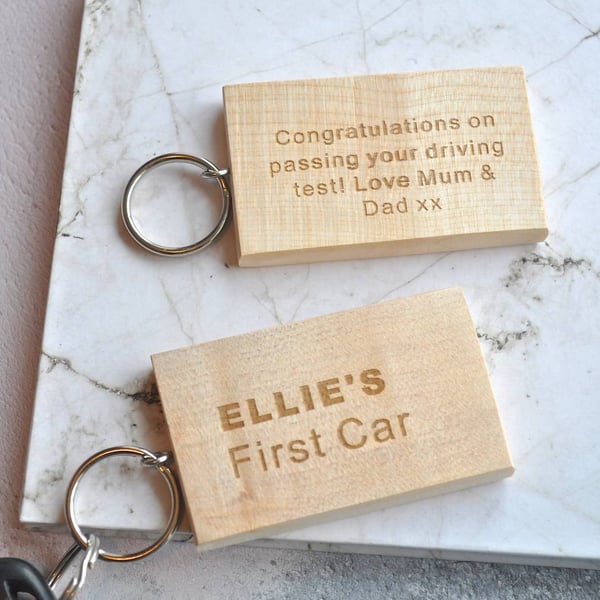 Congratulations on
passing your driving
test! Love Mum &
Dad xx
ELLIE'S
First Car